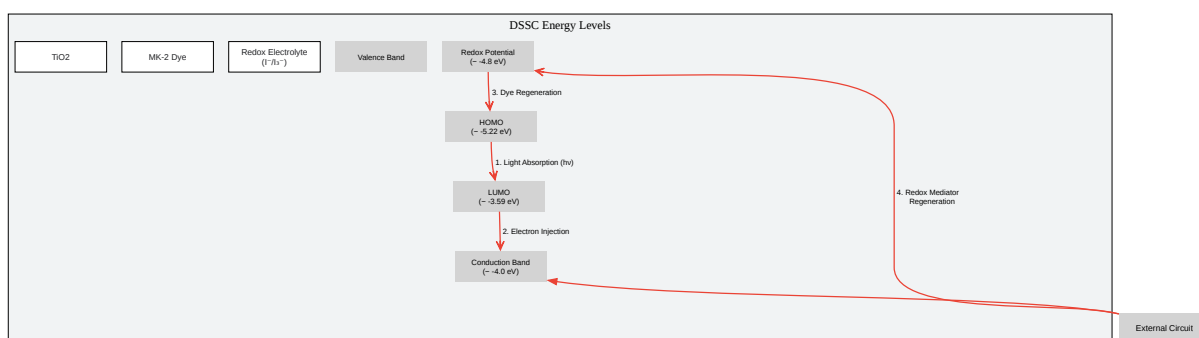 DSSC Energy Levels
TiO2
MK-2 Dye
Redox Electrolyte
(I⁻/I₃⁻)
Valence Band
Redox Potential
(~ -4.8 eV)
3. Dye Regeneration
HOMO
(~ -5.22 eV)
1. Light Absorption (hν)
LUMO
(~ -3.59 eV)
4. Redox Mediator
Regeneration
2. Electron Injection
Conduction Band
(~ -4.0 eV)
External Circuit